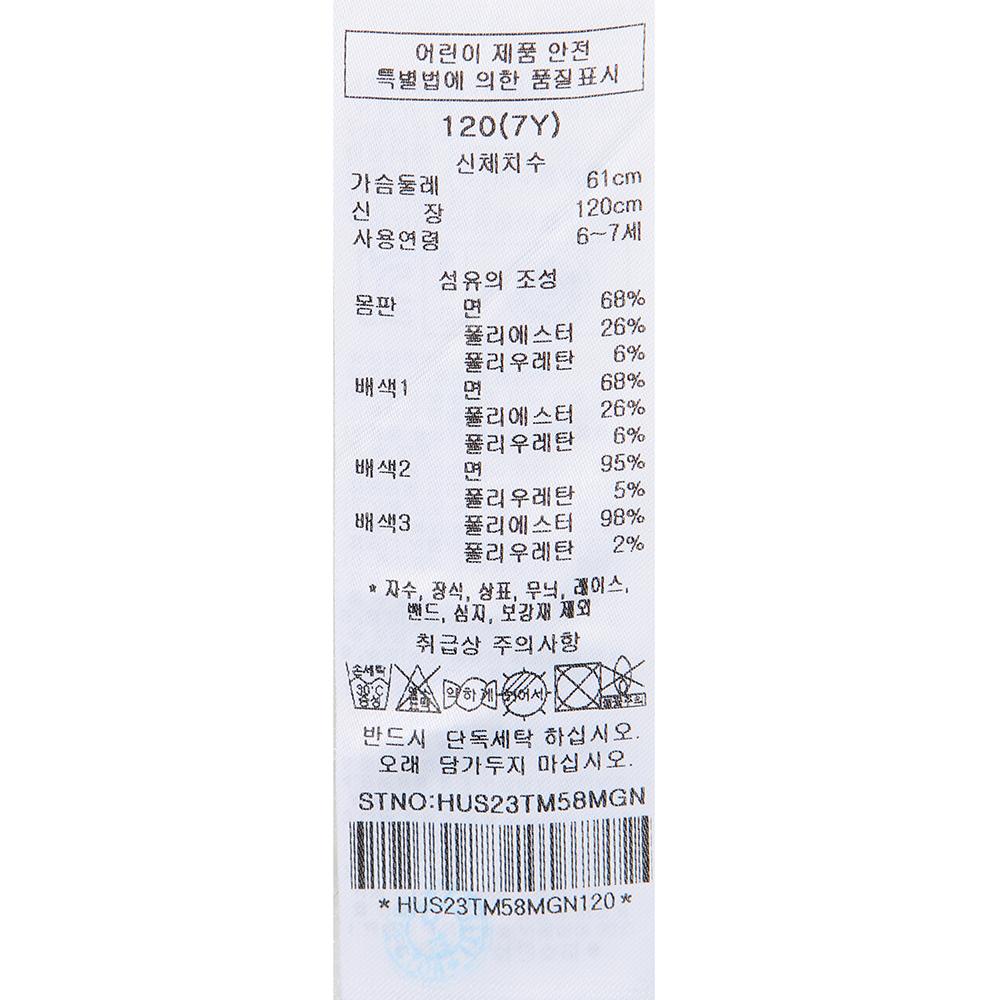 어린이 제품 안전
특별법에 의한 품질표시
120(7Y)
신체치수
가슴둘레 61cm
신 장 120cm
사용연령 6~7세
섬유의 조성
몸판 면 68%
폴리에스터 26%
폴리우레탄 6%
배색1 면 68%
폴리에스터 26%
폴리우레탄 6%
배색2 면 95%
폴리우레탄 5%
배색3 폴리에스터 98%
폴리우레탄 2%
* 자수, 장식, 상표, 무늬, 레이스,
밴드, 심지, 보강재 제외
취급상 주의사항
손세탁 30℃ 중성 염소 표백 약하게
반드시 단독세탁 하십시오.
오래 담가두지 마십시오.
STNO:HUS23TM58MGN
*HUS23TM58MGN120*